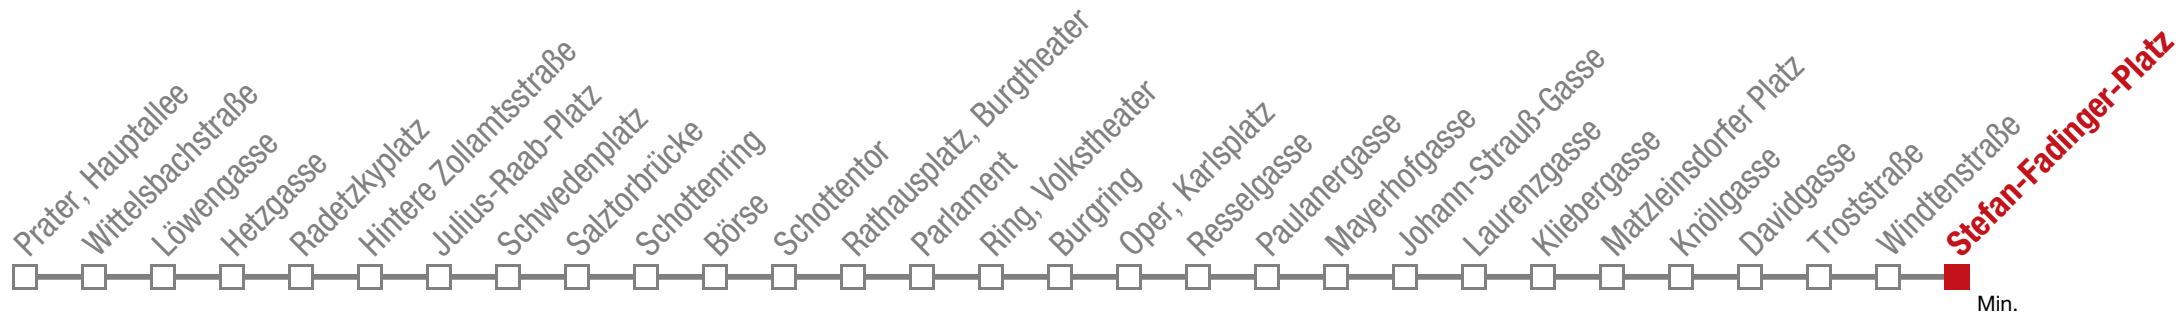 Prater, Hauptallee
Wittelsbachstraße
Löwengasse
Hetzgasse
Radetzkyplatz
Hintere Zollamtsstraße
Julius-Raab-Platz
Schwedenplatz
Salztorbrücke
Schottenring
Börse
Schottentor
Rathausplatz, Burgtheater
Parlament
Ring, Volkstheater
Burgring
Oper, Karlsplatz
Resselgasse
Paulanergasse
Mayerhofgasse
Johann-Strauß-Gasse
Laurenzgasse
Kliebergasse
Matzleinsdorfer Platz
Knöllgasse
Davidgasse
Troststraße
Windtenstraße
Stefan-Fadinger-Platz
Min.